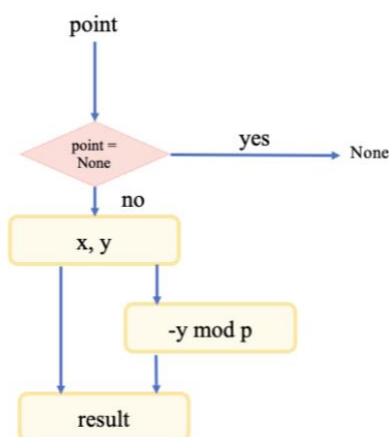 point
point =
None
yes
None
no
x, y
-y mod p
result